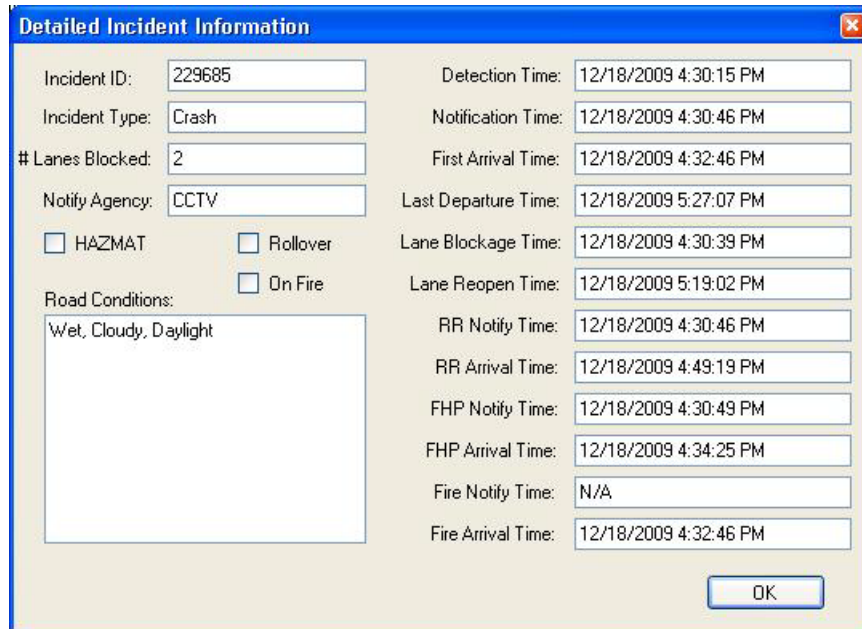 Detailed Incident Information
Incident ID: 229685
Incident Type: Crash
# Lanes Blocked: 2
Notify Agency: CCTV
HAZMAT
Rollover
On Fire
Road Conditions:
Wet, Cloudy, Daylight
Detection Time: 12/18/2009 4:30:15 PM
Notification Time: 12/18/2009 4:30:46 PM
First Arrival Time: 12/18/2009 4:32:46 PM
Last Departure Time: 12/18/2009 5:27:07 PM
Lane Blockage Time: 12/18/2009 4:30:39 PM
Lane Reopen Time: 12/18/2009 5:19:02 PM
RR Notify Time: 12/18/2009 4:30:46 PM
RR Arrival Time: 12/18/2009 4:49:19 PM
FHP Notify Time: 12/18/2009 4:30:49 PM
FHP Arrival Time: 12/18/2009 4:34:25 PM
Fire Notify Time: N/A
Fire Arrival Time: 12/18/2009 4:32:46 PM
OK